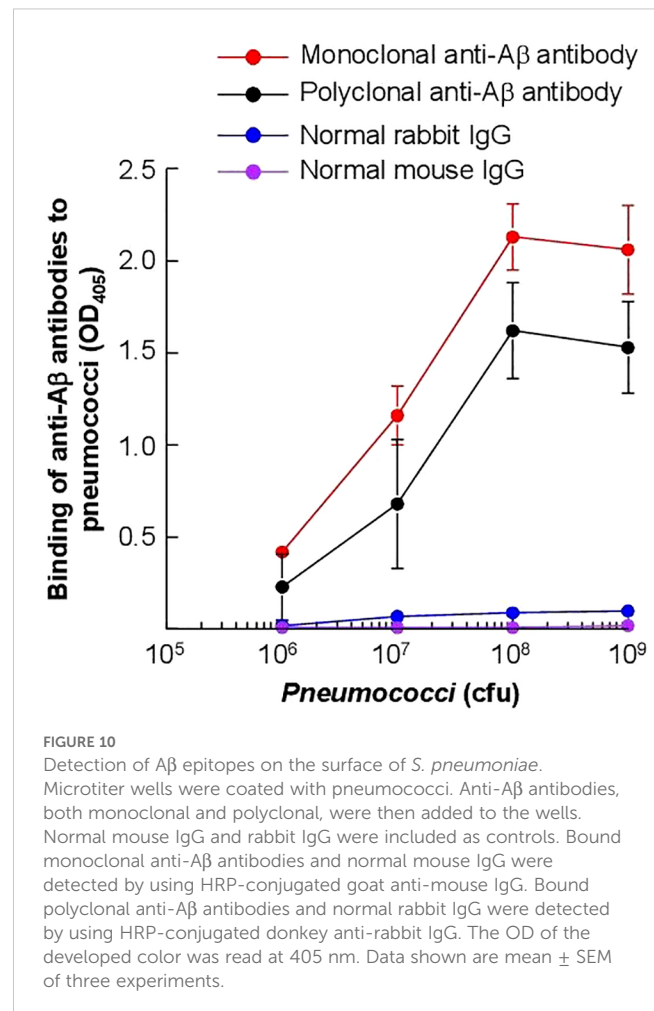 Monoclonal anti-Aβ antibody
Polyclonal anti-Aβ antibody
Normal rabbit IgG
Normal mouse IgG
Binding of anti-Aβ antibodies to
pneumococci (OD₄₀₅)
2.5
2.0
1.5
1.0
0.5
10⁵ 10⁶ 10⁷ 10⁸ 10⁹
Pneumococci (cfu)
FIGURE 10
Detection of Aβ epitopes on the surface of S. pneumoniae.
Microtiter wells were coated with pneumococci. Anti-Aβ antibodies,
both monoclonal and polyclonal, were then added to the wells.
Normal mouse IgG and rabbit IgG were included as controls. Bound
monoclonal anti-Aβ antibodies and normal mouse IgG were
detected by using HRP-conjugated goat anti-mouse IgG. Bound
polyclonal anti-Aβ antibodies and normal rabbit IgG were detected
by using HRP-conjugated donkey anti-rabbit IgG. The OD of the
developed color was read at 405 nm. Data shown are mean ± SEM
of three experiments.